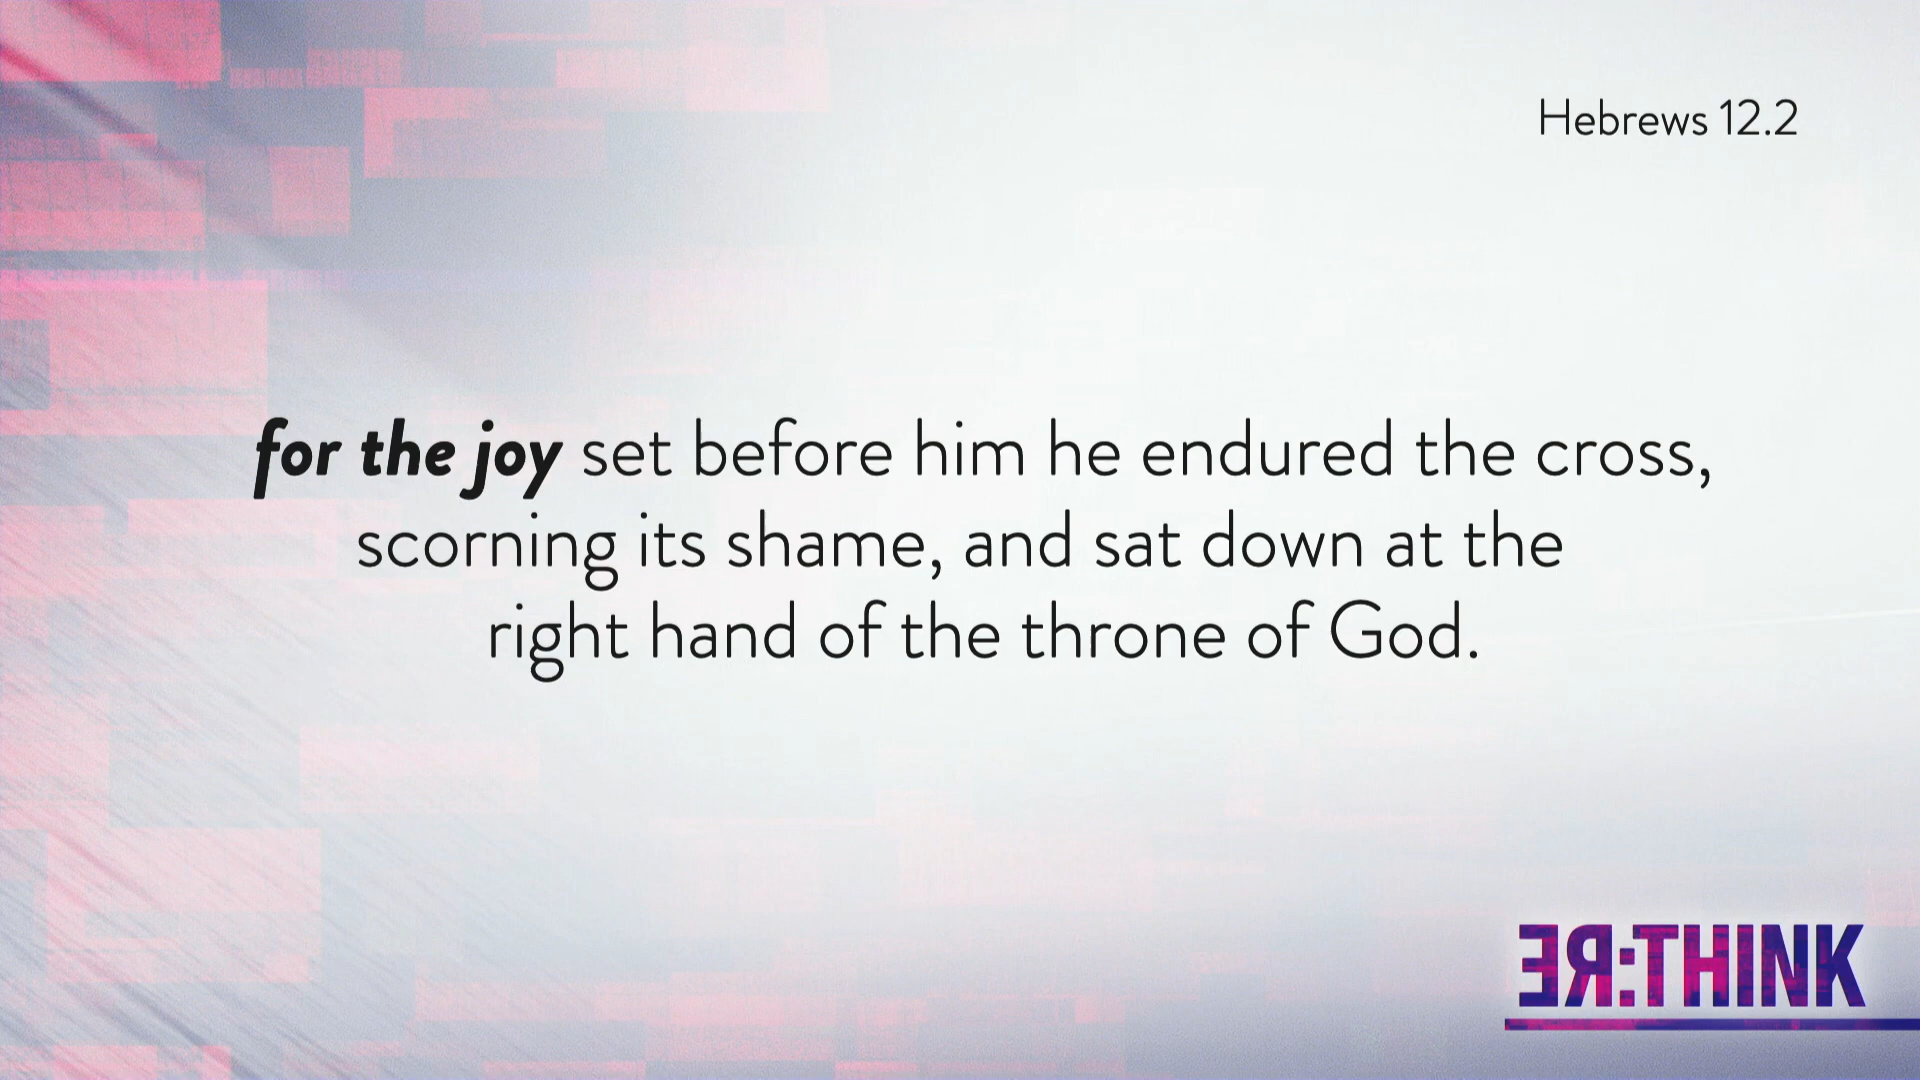 Hebrews 12.2
for the joy set before him he endured the cross,
scorning its shame, and sat down at the
right hand of the throne of God.
ƎЯ:THINK